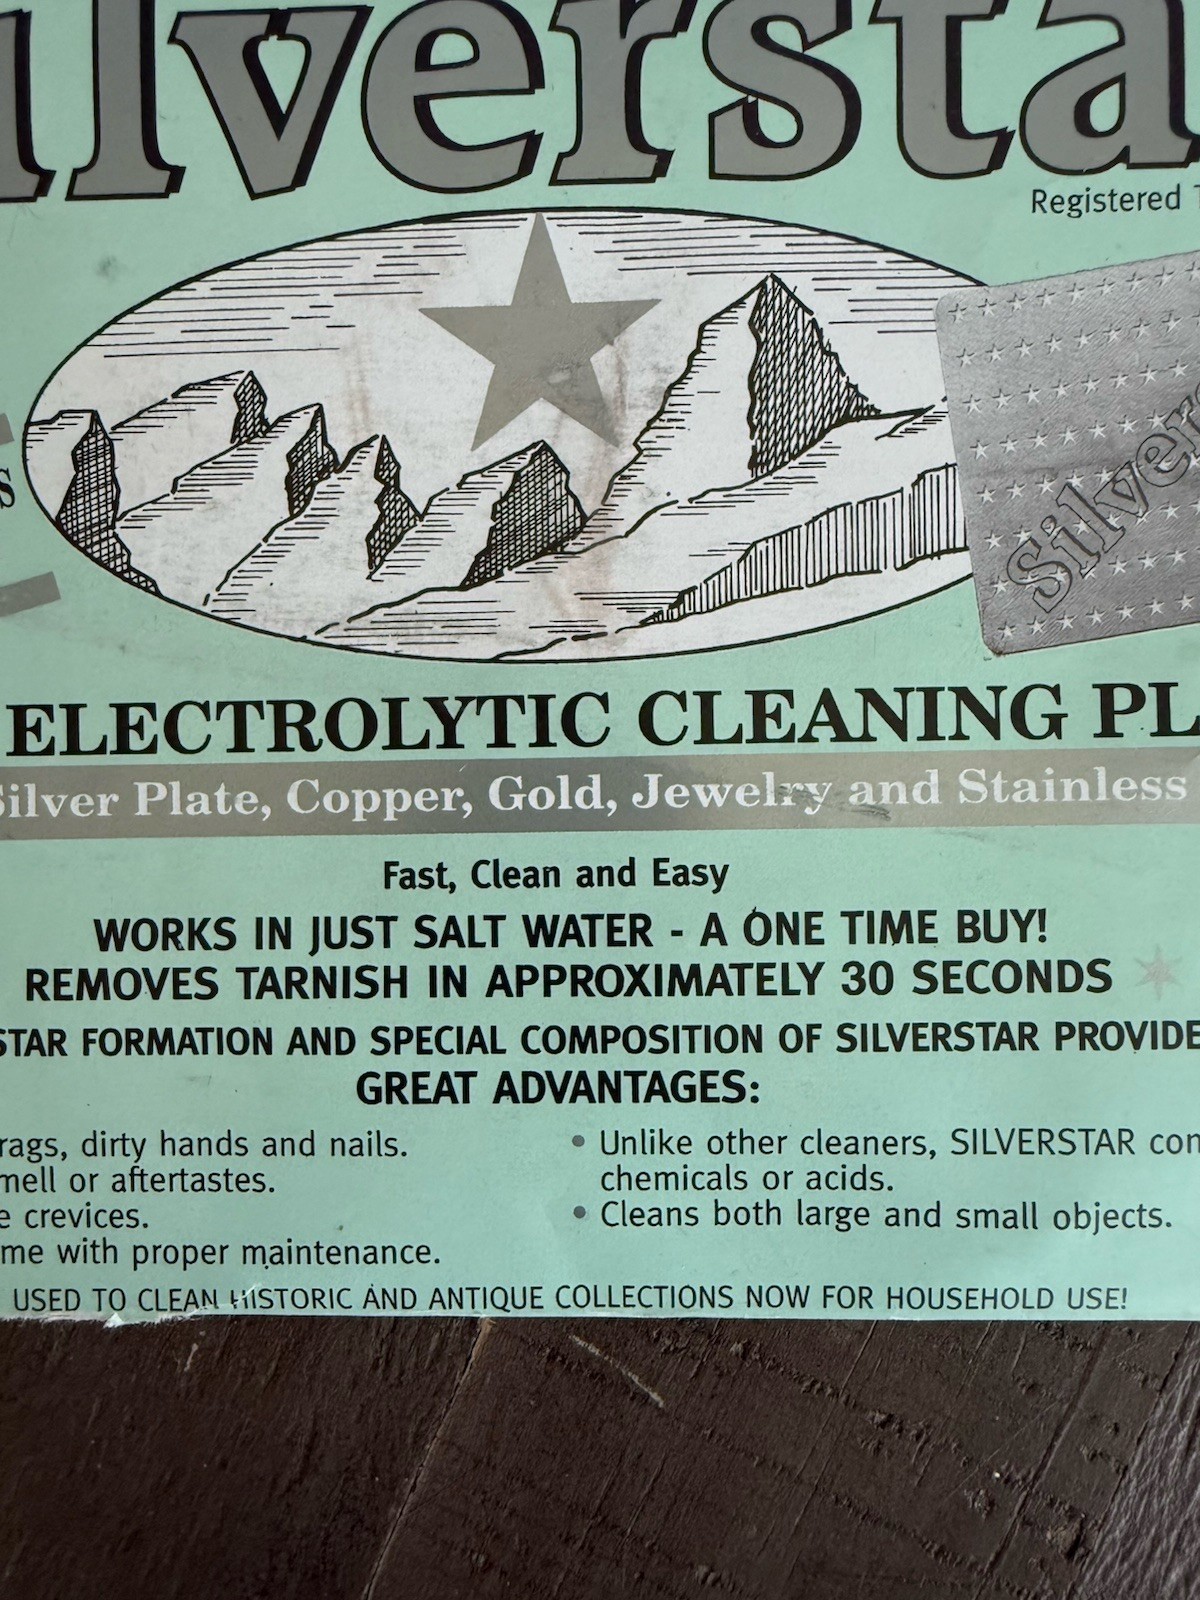 ilversta
Registered
s
Silver
ELECTROLYTIC CLEANING PL
Silver Plate, Copper, Gold, Jewelry and Stainless
Fast, Clean and Easy
WORKS IN JUST SALT WATER - A ONE TIME BUY!
REMOVES TARNISH IN APPROXIMATELY 30 SECONDS
STAR FORMATION AND SPECIAL COMPOSITION OF SILVERSTAR PROVIDE
GREAT ADVANTAGES:
rags, dirty hands and nails.
mell or aftertastes.
e crevices.
me with proper maintenance.
• Unlike other cleaners, SILVERSTAR con
chemicals or acids.
• Cleans both large and small objects.
USED TO CLEAN HISTORIC AND ANTIQUE COLLECTIONS NOW FOR HOUSEHOLD USE!